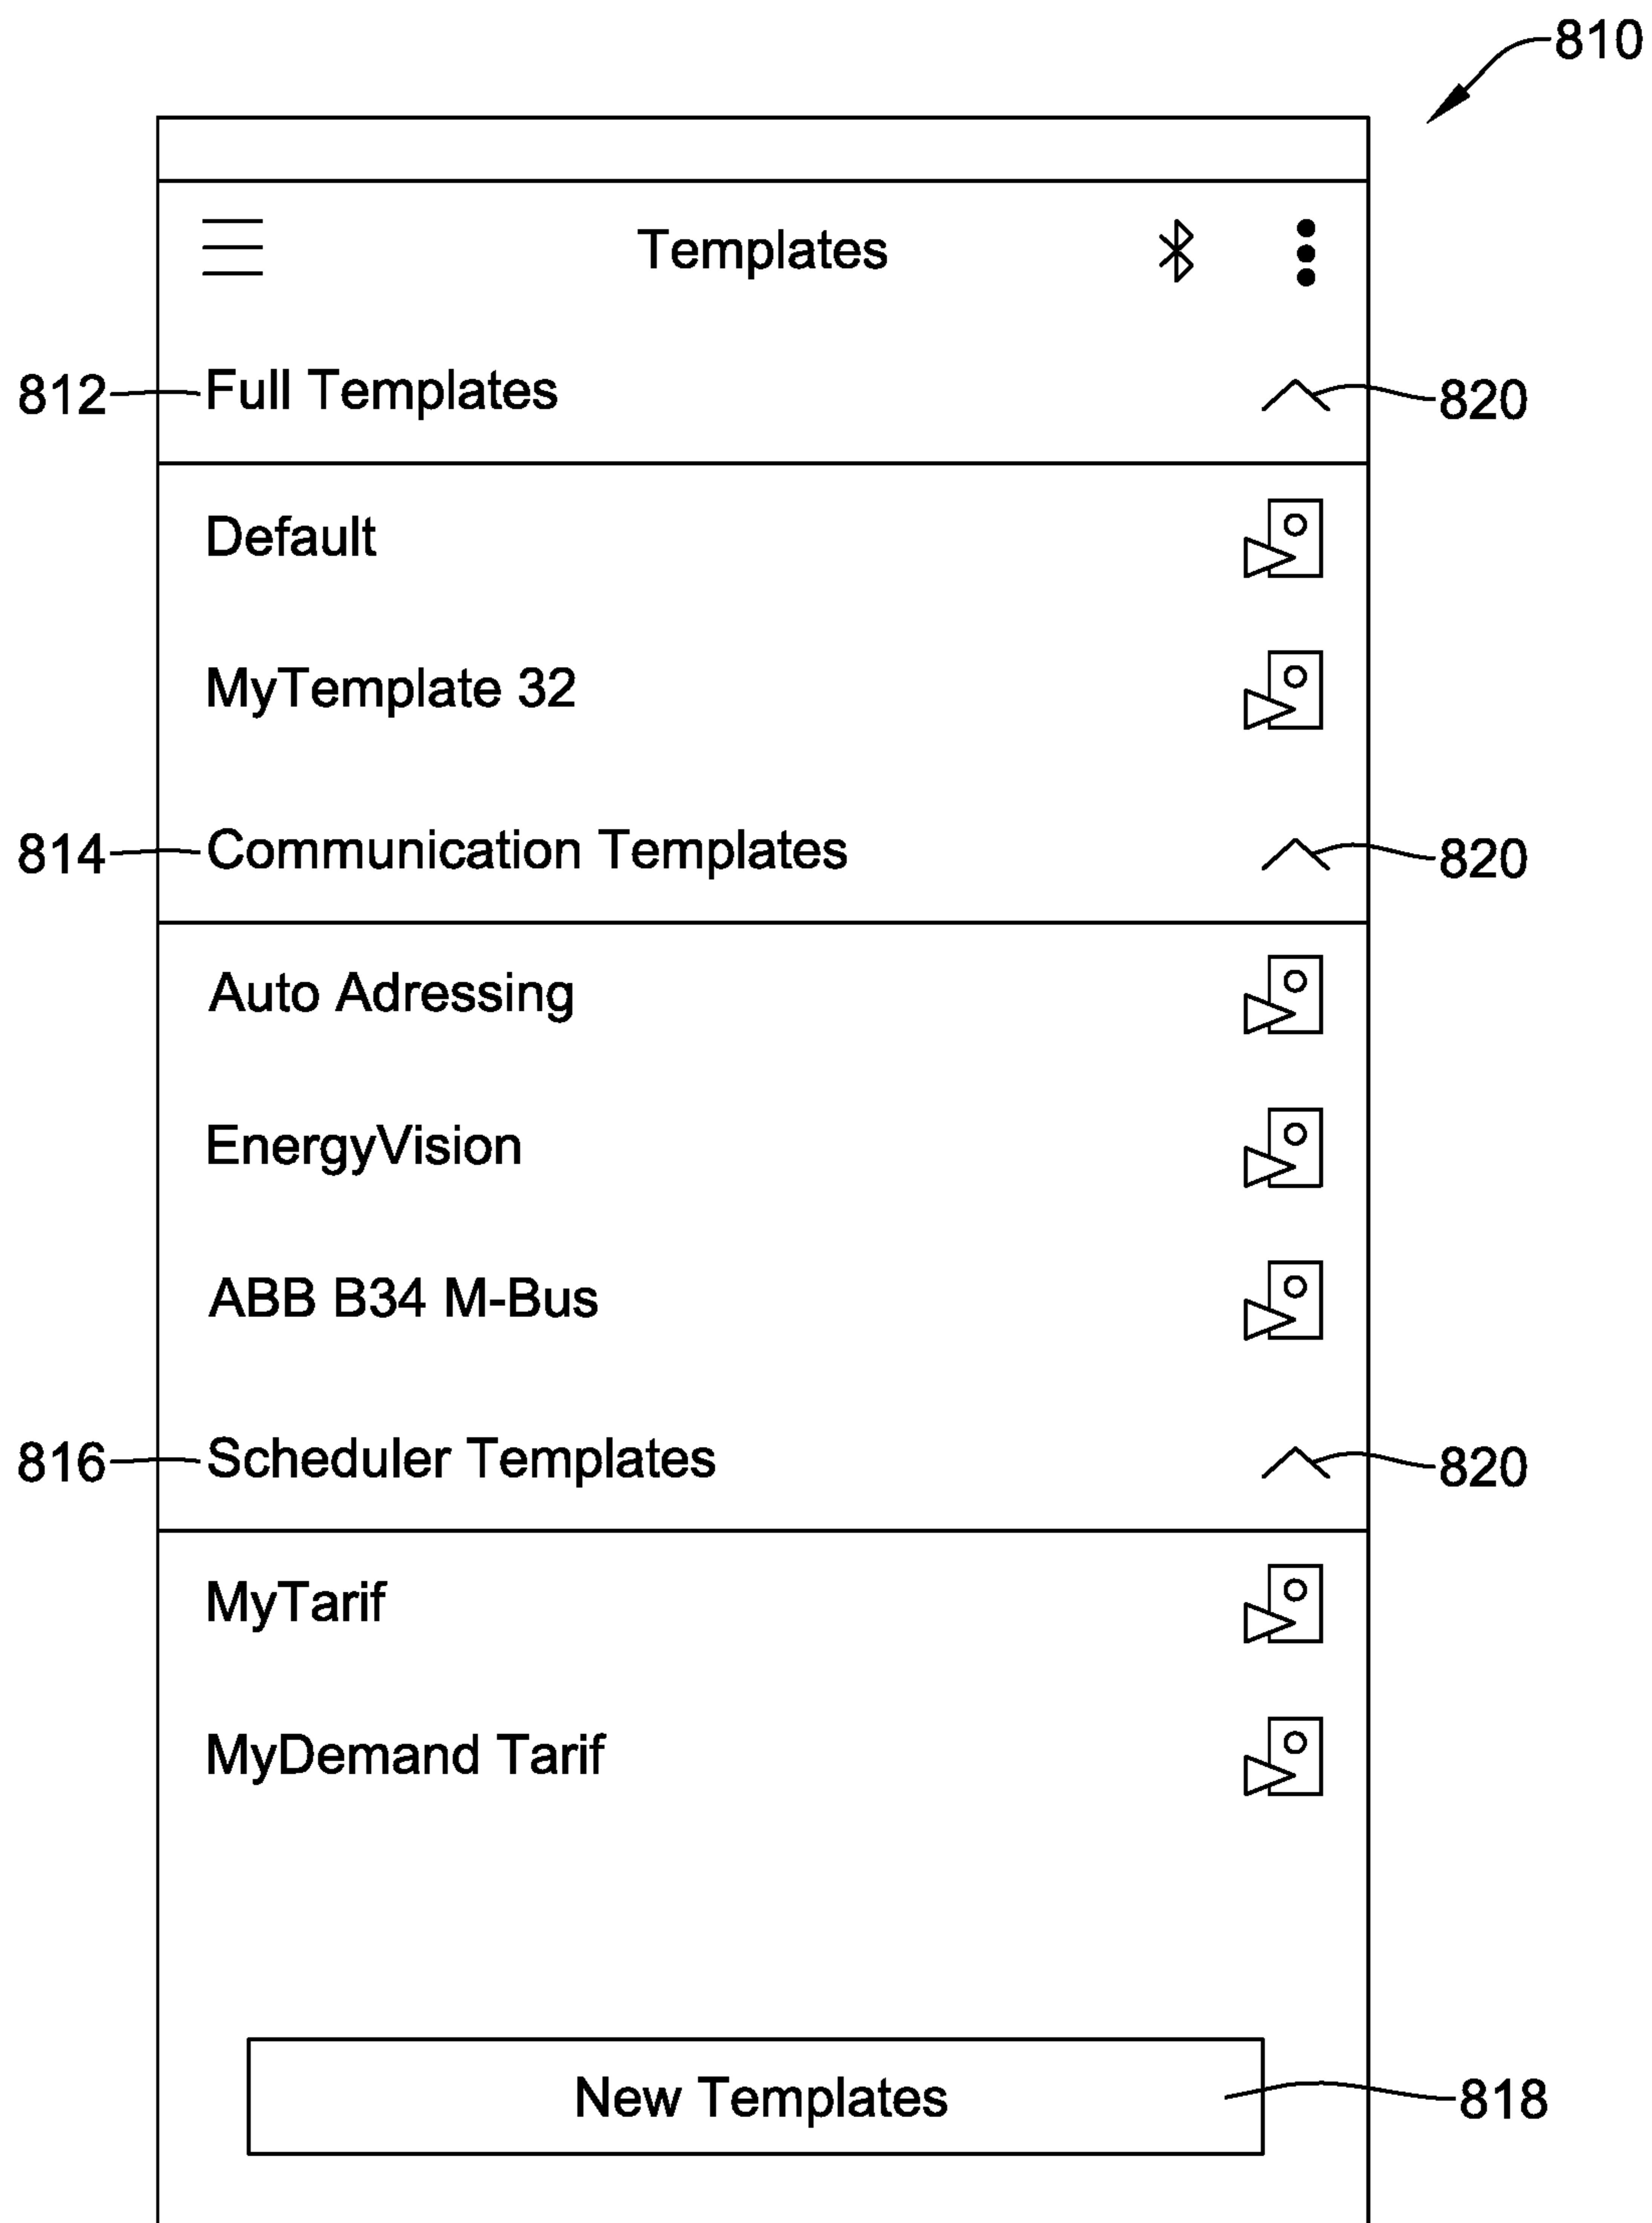 810
Templates
812 Full Templates 820
Default
MyTemplate 32
814 Communication Templates 820
Auto Adressing
EnergyVision
ABB B34 M-Bus
816 Scheduler Templates 820
MyTarif
MyDemand Tarif
New Templates 818